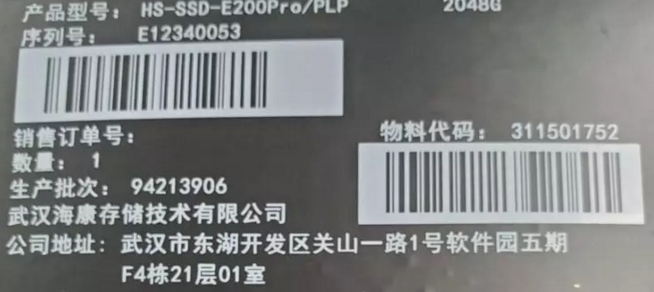 产品型号: HS-SSD-E200Pro/PLP 2048G
序列号: E12340053
销售订单号:
物料代码: 311501752
数量: 1
生产批次: 94213906
武汉海康存储技术有限公司
公司地址: 武汉市东湖开发区关山一路1号软件园五期
F4栋21层01室